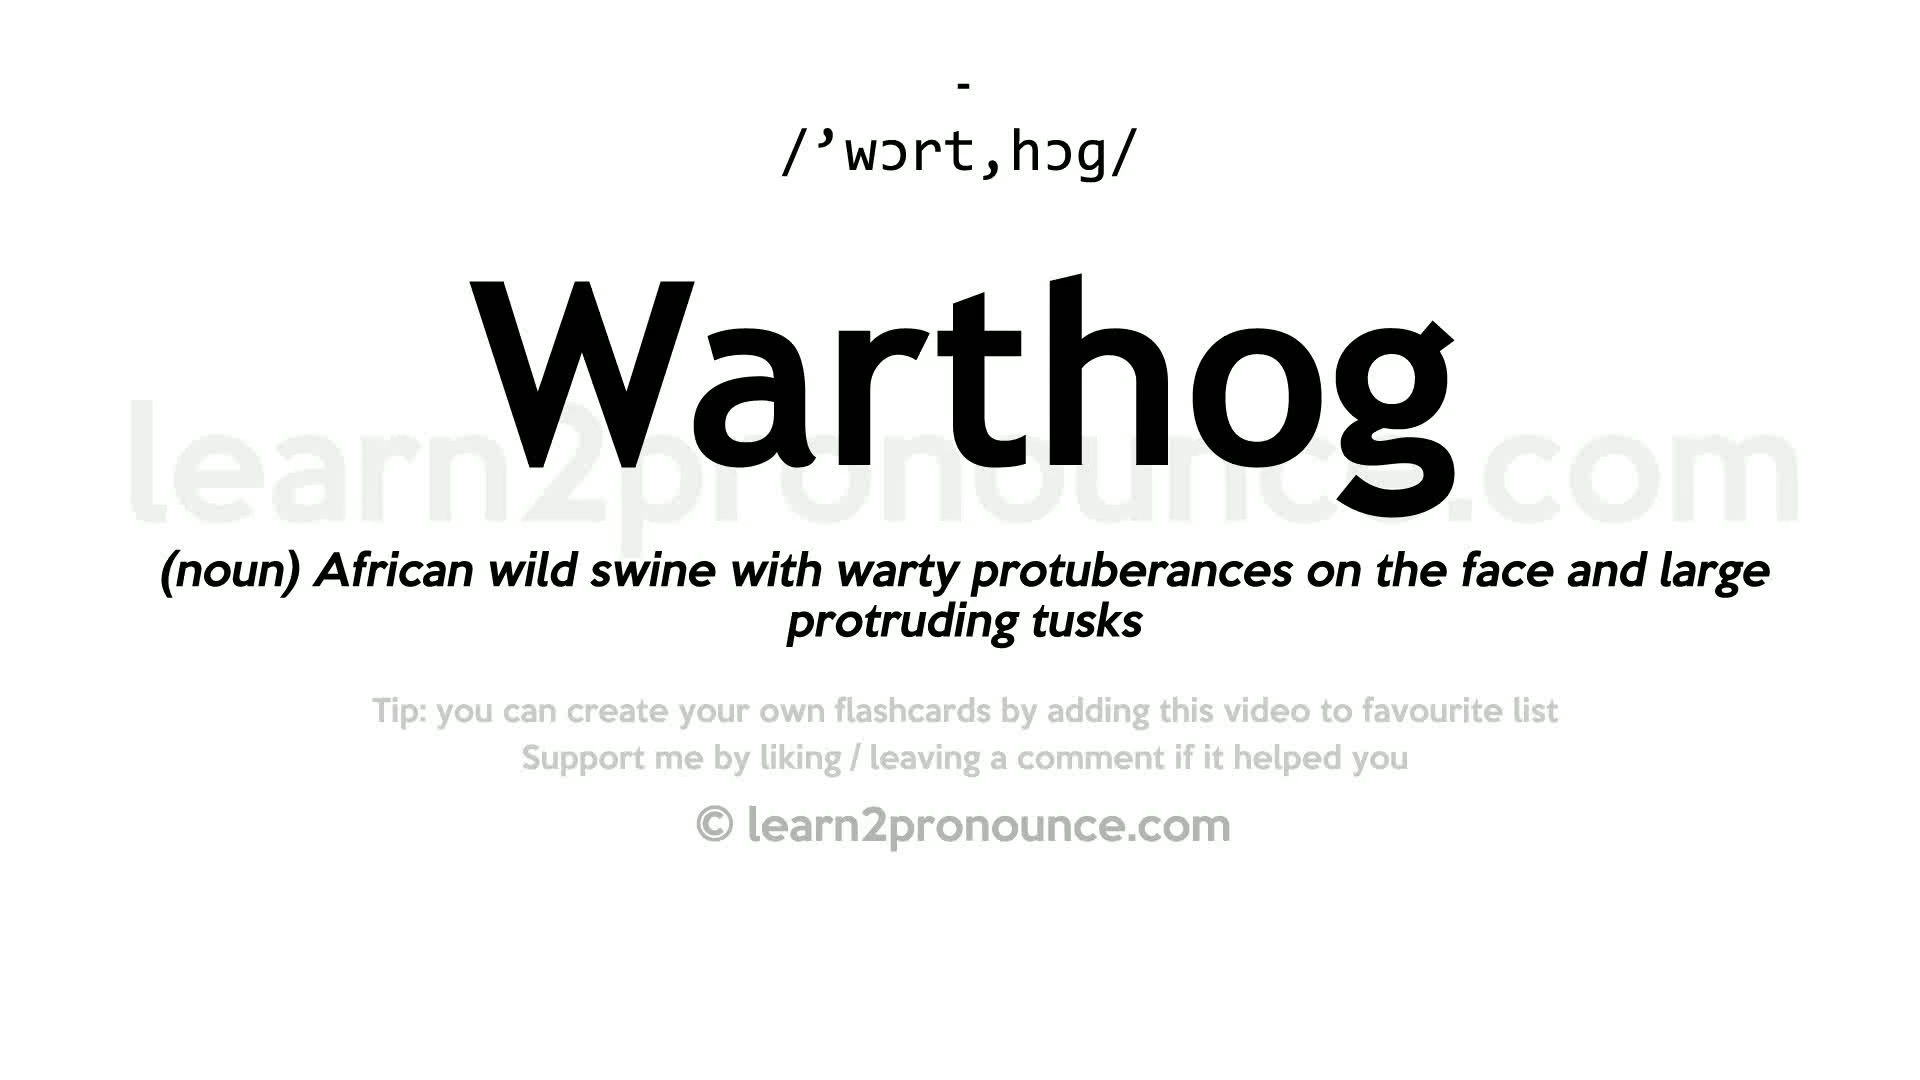 -
/’wɔrt,hɔg/
Warthog
learn2pronounce.com
(noun) African wild swine with warty protuberances on the face and large
protruding tusks
Tip: you can create your own flashcards by adding this video to favourite list
Support me by liking / leaving a comment if it helped you
© learn2pronounce.com